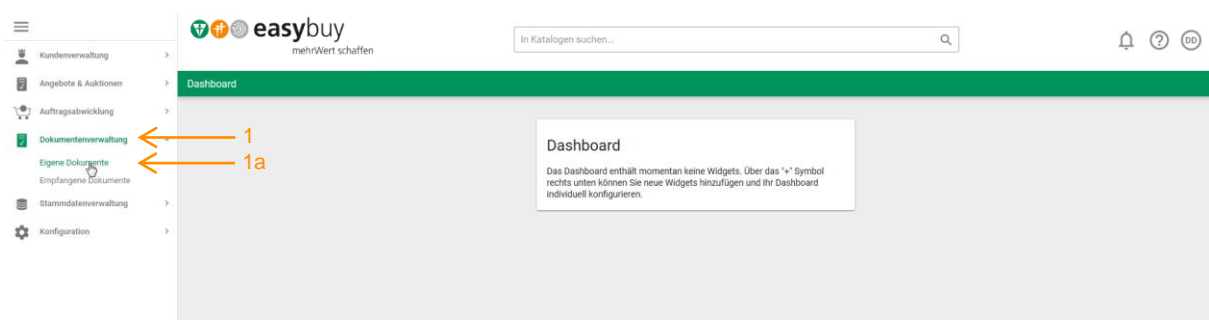 easybuy
mehrWert schaffen
In Katalogen suchen...
DD
Kundenverwaltung
Angebote & Auktionen
Auftragsabwicklung
Dokumentenverwaltung
1
Eigene Dokumente
1a
Empfangene Dokumente
Stammdatenverwaltung
Konfiguration
Dashboard
Dashboard
Das Dashboard enthält momentan keine Widgets. Über das "+" Symbol
rechts unten können Sie neue Widgets hinzufügen und Ihr Dashboard
individuell konfigurieren.